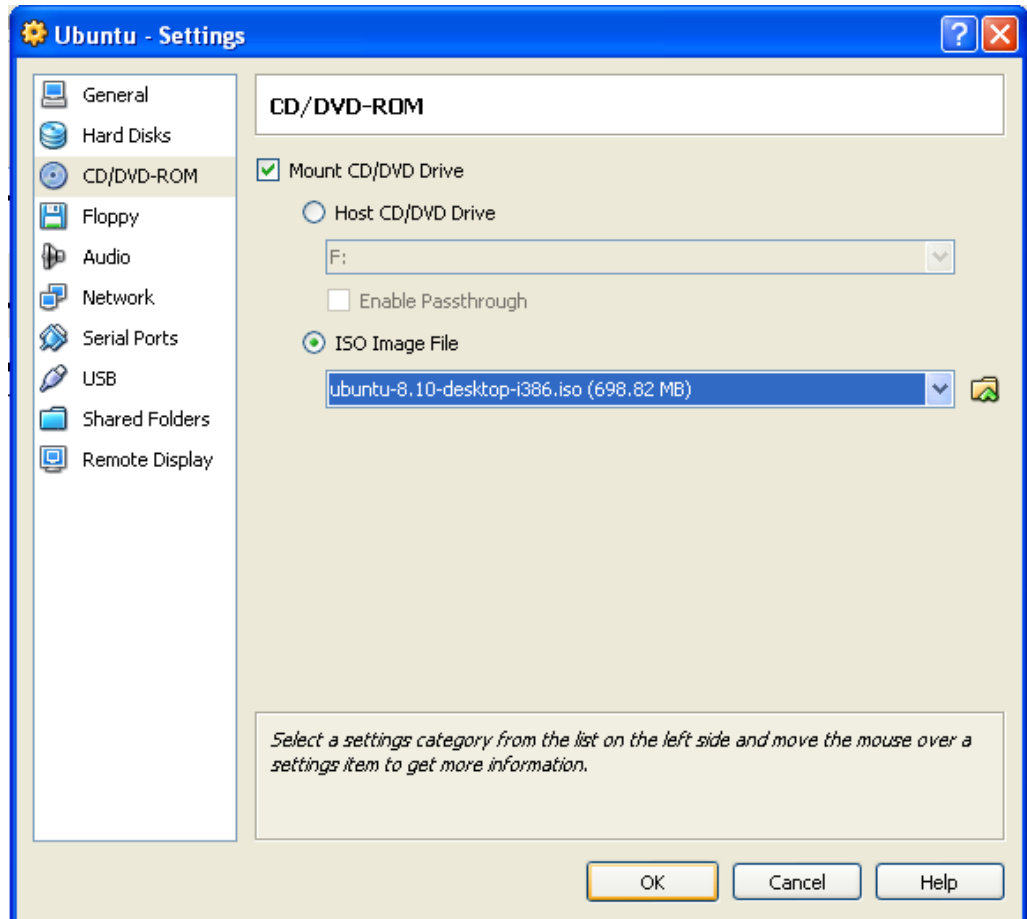 Ubuntu - Settings
General
Hard Disks
CD/DVD-ROM
Floppy
Audio
Network
Serial Ports
USB
Shared Folders
Remote Display
CD/DVD-ROM
Mount CD/DVD Drive
Host CD/DVD Drive
F:
Enable Passthrough
ISO Image File
ubuntu-8.10-desktop-i386.iso (698.82 MB)
Select a settings category from the list on the left side and move the mouse over a
settings item to get more information.
OK
Cancel
Help